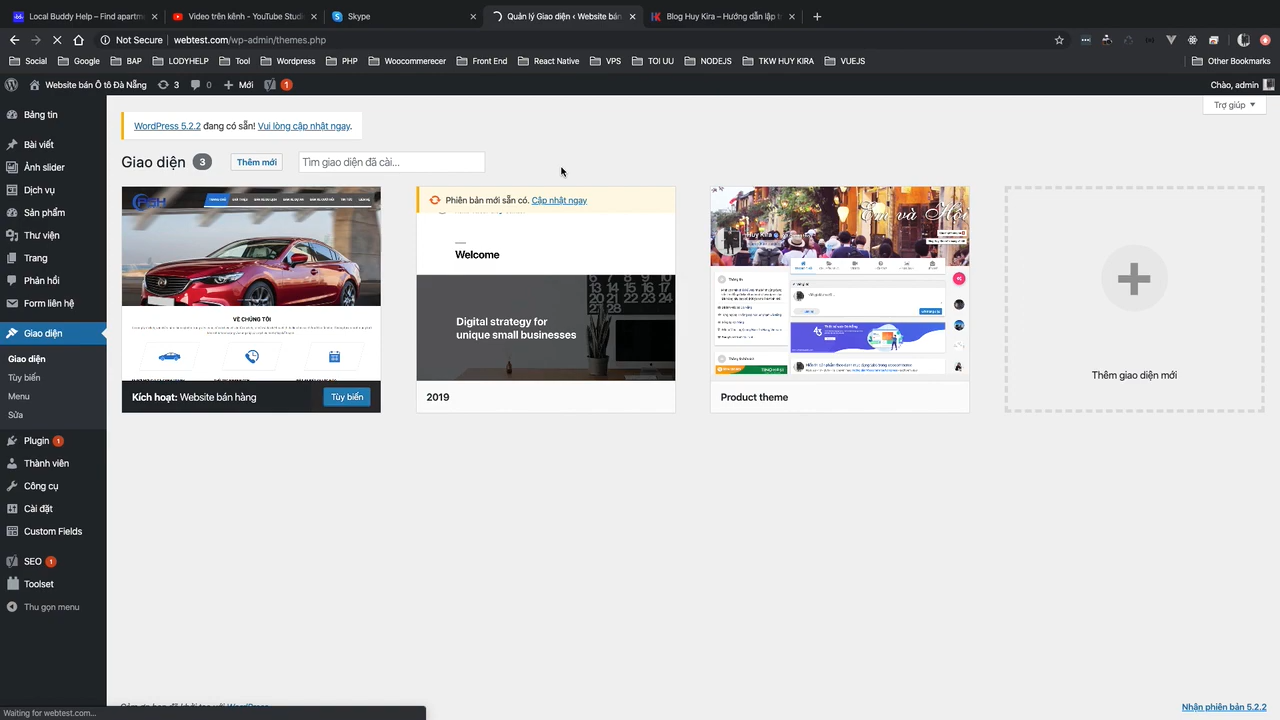 Local Buddy Help – Find apartm
Video trên kênh - YouTube Studi
Skype
Quản lý Giao diện ‹ Website bán
Blog Huy Kira – Hướng dẫn lập tr
Not Secure
webtest.com/wp-admin/themes.php
Social
Google
BAP
LODYHELP
Tool
Wordpress
PHP
Woocommerecer
Front End
React Native
VPS
TOI UU
NODEJS
TKW HUY KIRA
VUEJS
Other Bookmarks
Website bán Ô tô Đà Nẵng
3
0
Mới
1
Chào, admin
Trợ giúp
Bảng tin
Bài viết
Ảnh slider
Dịch vụ
Sản phẩm
Thư viện
Trang
Phản hồi
Form liên hệ
Giao diện
Giao diện
Tùy biến
Menu
Sửa
Plugin 1
Thành viên
Công cụ
Cài đặt
Custom Fields
SEO 1
Toolset
Thu gọn menu
WordPress 5.2.2 đang có sẵn! Vui lòng cập nhật ngay.
Giao diện 3
Thêm mới
Tìm giao diện đã cài...
VỀ CHÚNG TÔI
Kích hoạt: Website bán hàng
Tùy biến
Phiên bản mới sẵn có. Cập nhật ngay
Welcome
Digital strategy for
unique small businesses
2019
Em và Hội
Product theme
Thêm giao diện mới
WordPress
Nhận phiên bản 5.2.2
Waiting for webtest.com...